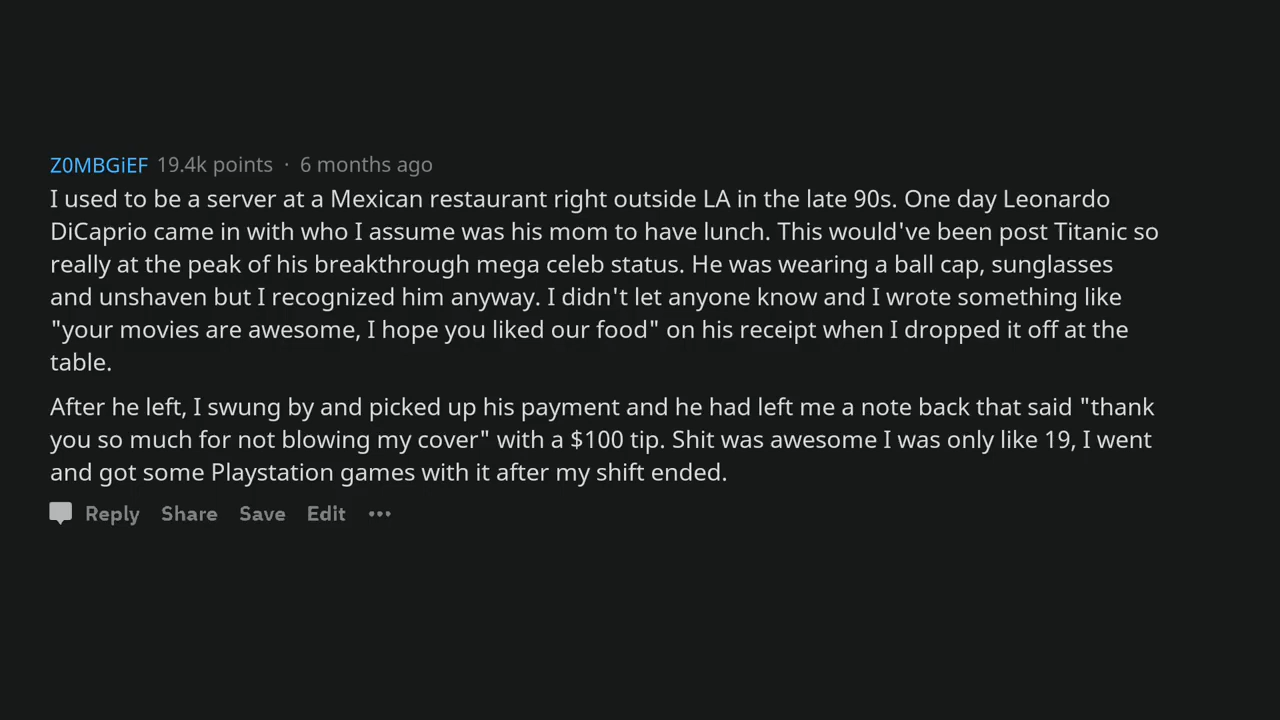 Z0MBGiEF 19.4k points · 6 months ago
I used to be a server at a Mexican restaurant right outside LA in the late 90s. One day Leonardo
DiCaprio came in with who I assume was his mom to have lunch. This would've been post Titanic so
really at the peak of his breakthrough mega celeb status. He was wearing a ball cap, sunglasses
and unshaven but I recognized him anyway. I didn't let anyone know and I wrote something like
"your movies are awesome, I hope you liked our food" on his receipt when I dropped it off at the
table.
After he left, I swung by and picked up his payment and he had left me a note back that said "thank
you so much for not blowing my cover" with a $100 tip. Shit was awesome I was only like 19, I went
and got some Playstation games with it after my shift ended.
Reply Share Save Edit •••